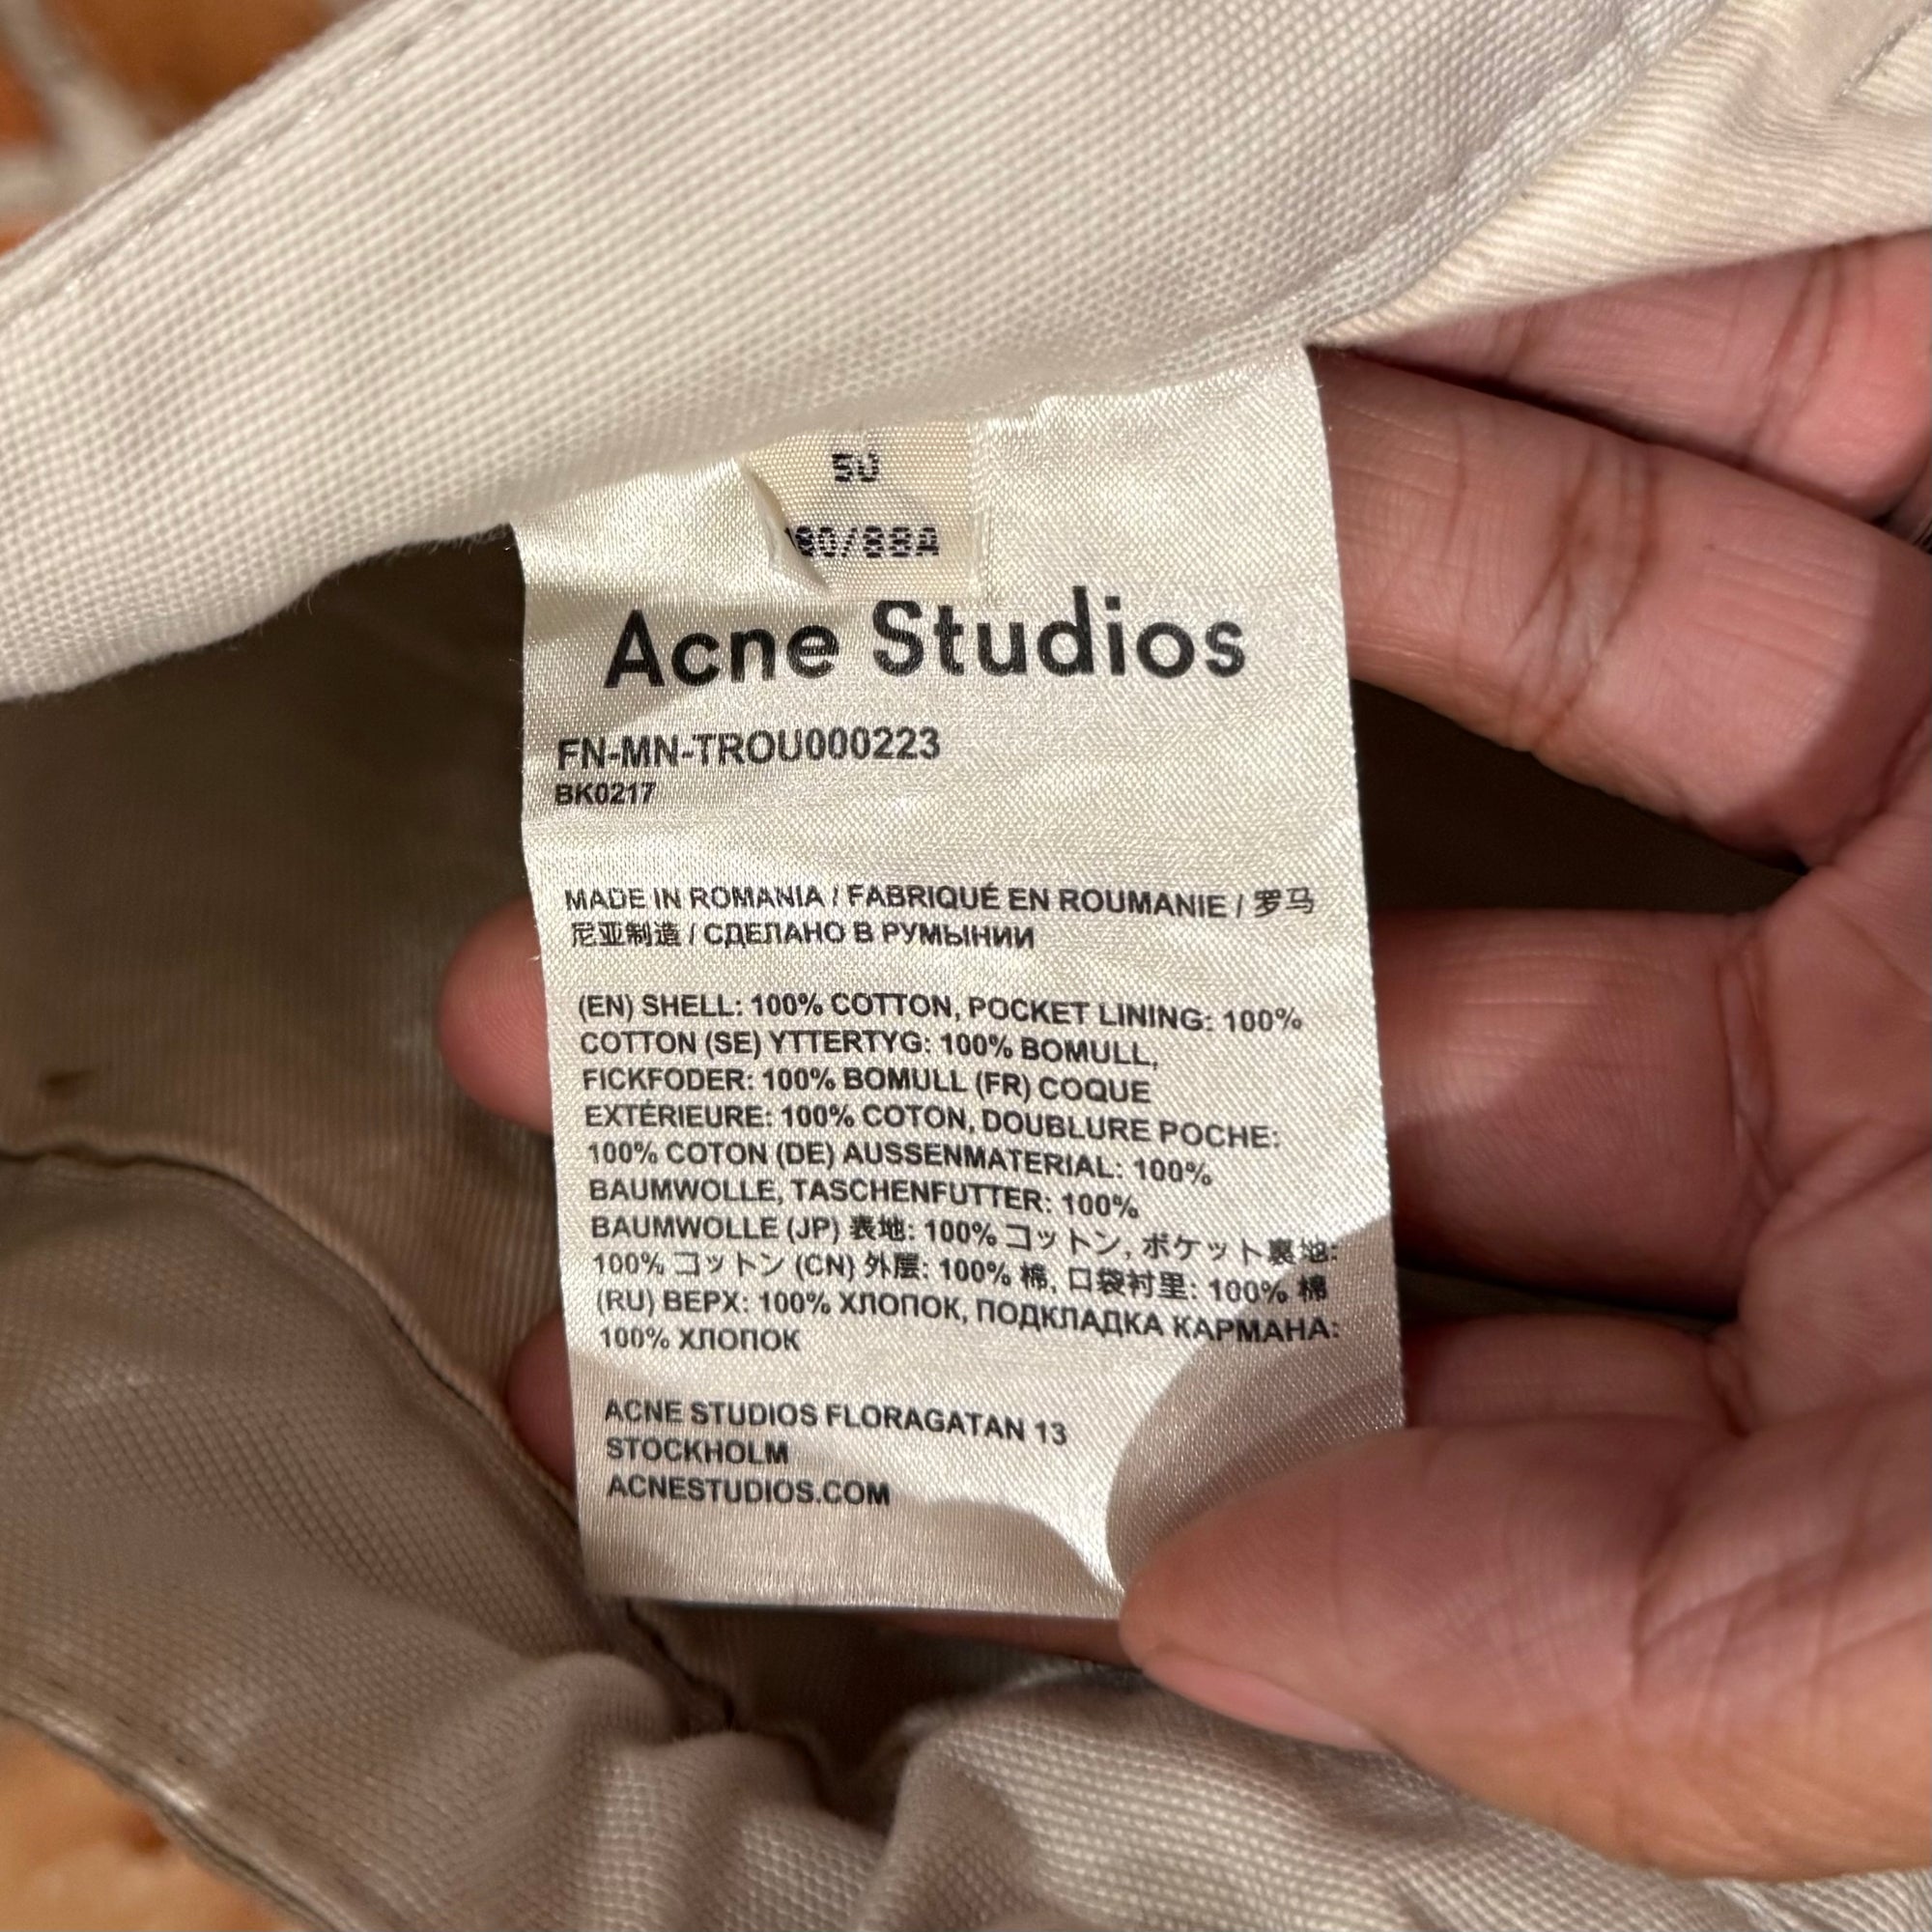 50
180/88A
Acne Studios
FN-MN-TROU000223
BK0217
MADE IN ROMANIA / FABRIQUÉ EN ROUMANIE / 罗马
尼亚制造 / СДЕЛАНО В РУМЫНИИ
(EN) SHELL: 100% COTTON, POCKET LINING: 100%
COTTON (SE) YTTERTYG: 100% BOMULL,
FICKFODER: 100% BOMULL (FR) COQUE
EXTÉRIEURE: 100% COTON, DOUBLURE POCHE:
100% COTON (DE) AUSSENMATERIAL: 100%
BAUMWOLLE, TASCHENFUTTER: 100%
BAUMWOLLE (JP) 表地: 100% コットン, ポケット裏地:
100% コットン (CN) 外层: 100% 棉, 口袋衬里: 100% 棉
(RU) ВЕРХ: 100% ХЛОПОК, ПОДКЛАДКА КАРМАНА:
100% ХЛОПОК
ACNE STUDIOS FLORAGATAN 13
STOCKHOLM
ACNESTUDIOS.COM